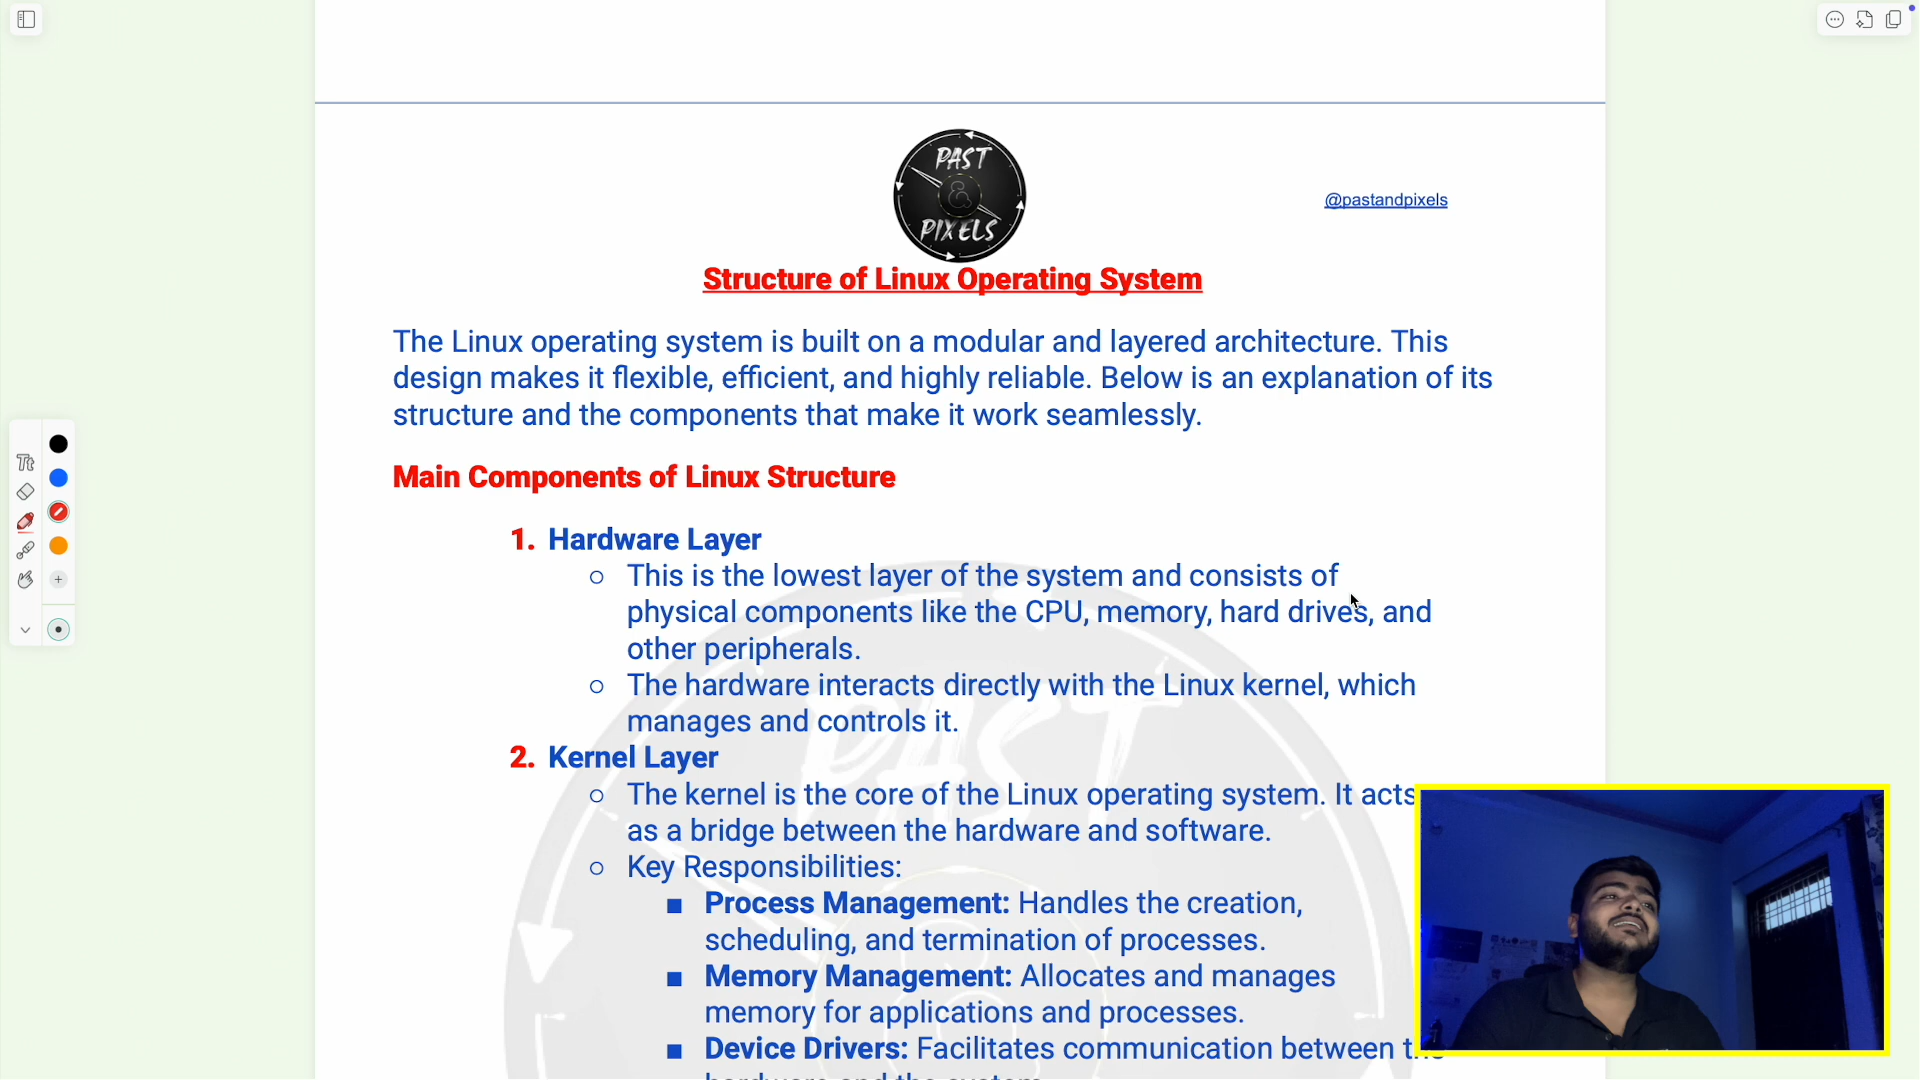 PAST
&
PIXELS
@pastandpixels
Structure of Linux Operating System
The Linux operating system is built on a modular and layered architecture. This
design makes it flexible, efficient, and highly reliable. Below is an explanation of its
structure and the components that make it work seamlessly.
Main Components of Linux Structure
1. Hardware Layer
○ This is the lowest layer of the system and consists of
physical components like the CPU, memory, hard drives, and
other peripherals.
○ The hardware interacts directly with the Linux kernel, which
manages and controls it.
2. Kernel Layer
○ The kernel is the core of the Linux operating system. It acts
as a bridge between the hardware and software.
○ Key Responsibilities:
■ Process Management: Handles the creation,
scheduling, and termination of processes.
■ Memory Management: Allocates and manages
memory for applications and processes.
■ Device Drivers: Facilitates communication between the
PAST
&
Tt